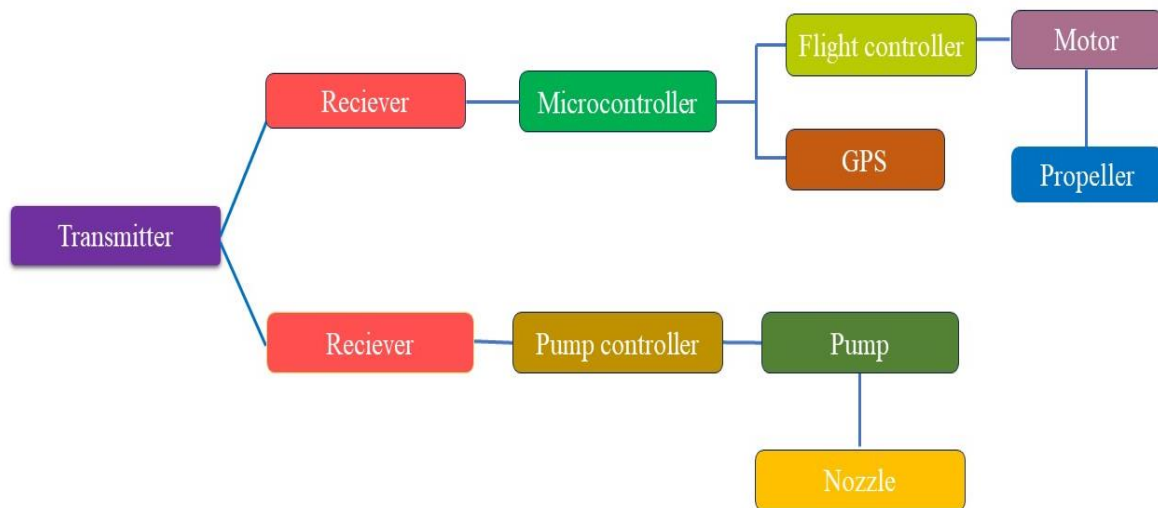 Flight controller
Motor
Reciever
Microcontroller
GPS
Propeller
Transmitter
Reciever
Pump controller
Pump
Nozzle